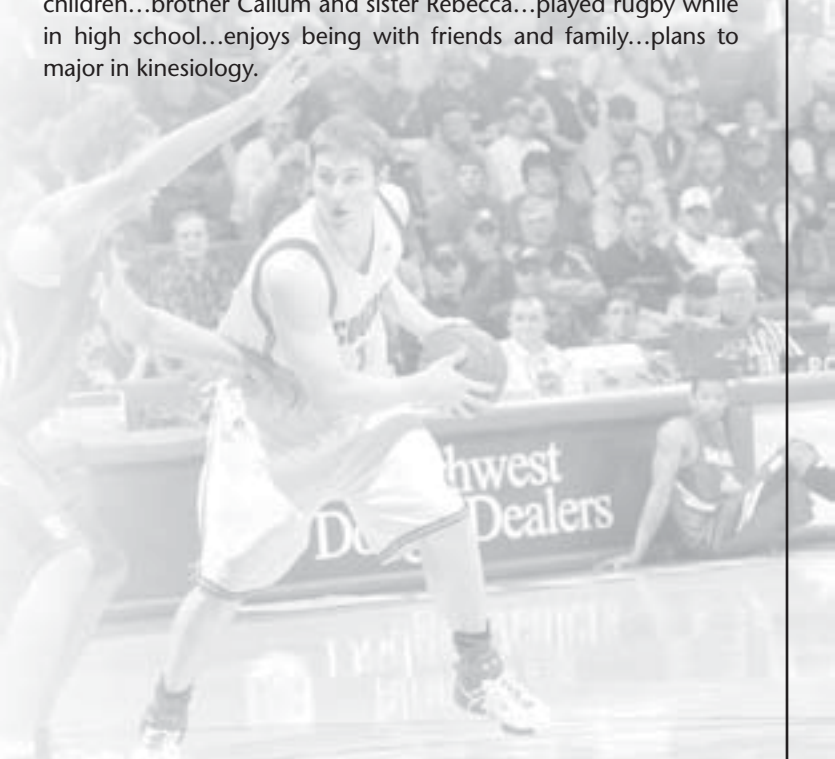 children…brother Callum and sister Rebecca…played rugby while
in high school…enjoys being with friends and family…plans to
major in kinesiology.
hwest
Dealers